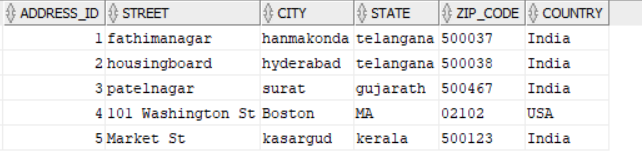 ADDRESS_ID STREET CITY STATE ZIP_CODE COUNTRY
1 fathimanagar hanmakonda telangana 500037 India
2 housingboard hyderabad telangana 500038 India
3 patelnagar surat gujarath 500467 India
4 101 Washington St Boston MA 02102 USA
5 Market St kasargud kerala 500123 India